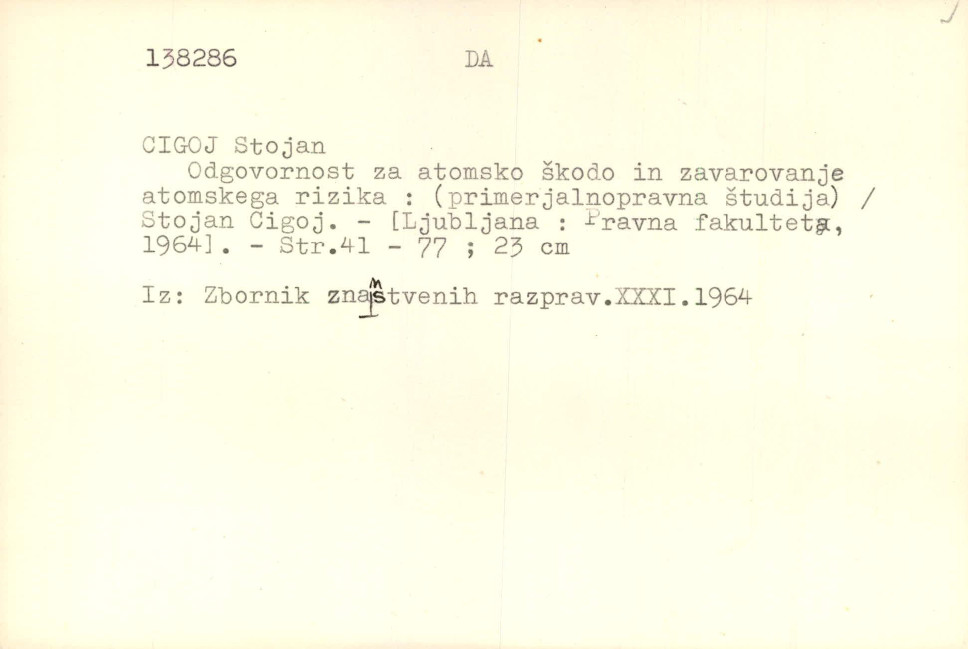 138286 DA
CIGOJ Stojan
Odgovornost za atomsko škodo in zavarovanje
atomskega rizika : (primerjalnopravna študija) /
Stojan Cigoj. - [Ljubljana : Pravna fakulteta,
1964]. - Str.41 - 77 ; 23 cm
Iz: Zbornik znanstvenih razprav.XXXI.1964